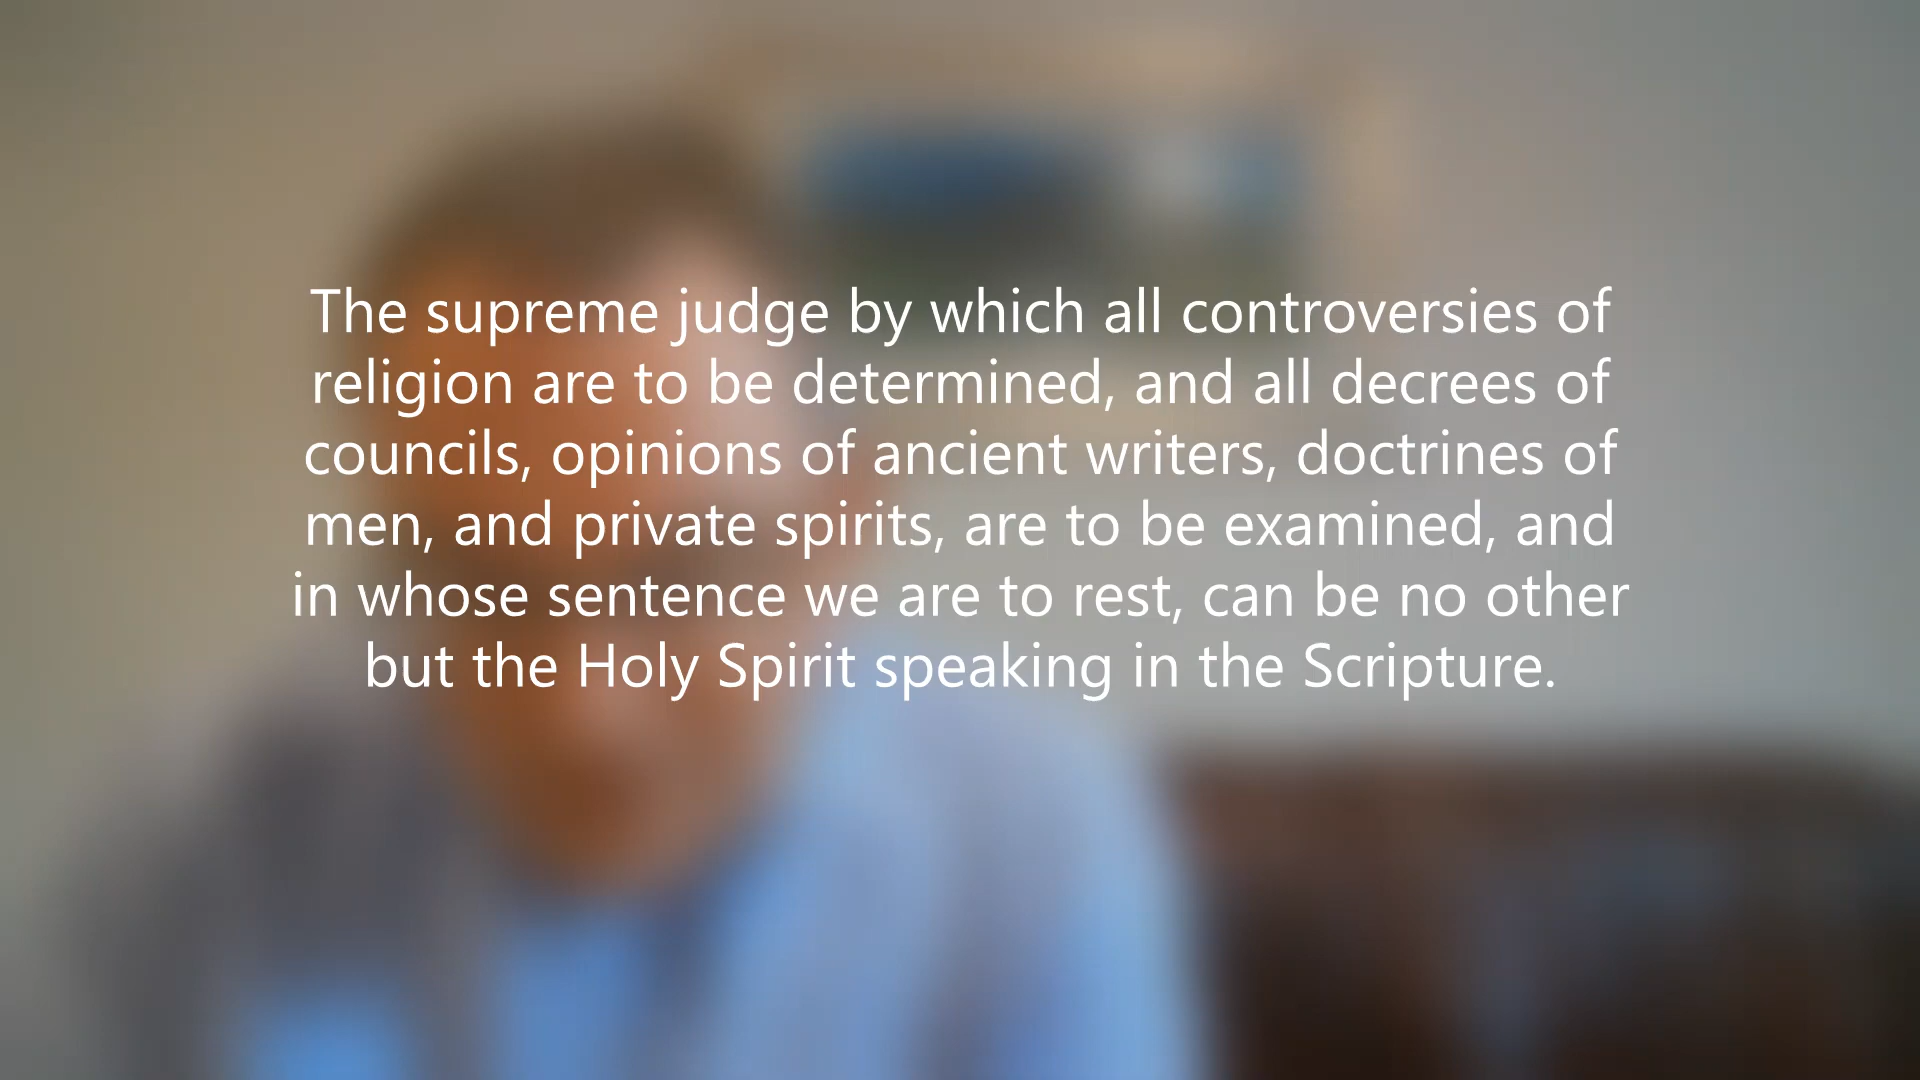 The supreme judge by which all controversies of
religion are to be determined, and all decrees of
councils, opinions of ancient writers, doctrines of
men, and private spirits, are to be examined, and
in whose sentence we are to rest, can be no other
but the Holy Spirit speaking in the Scripture.